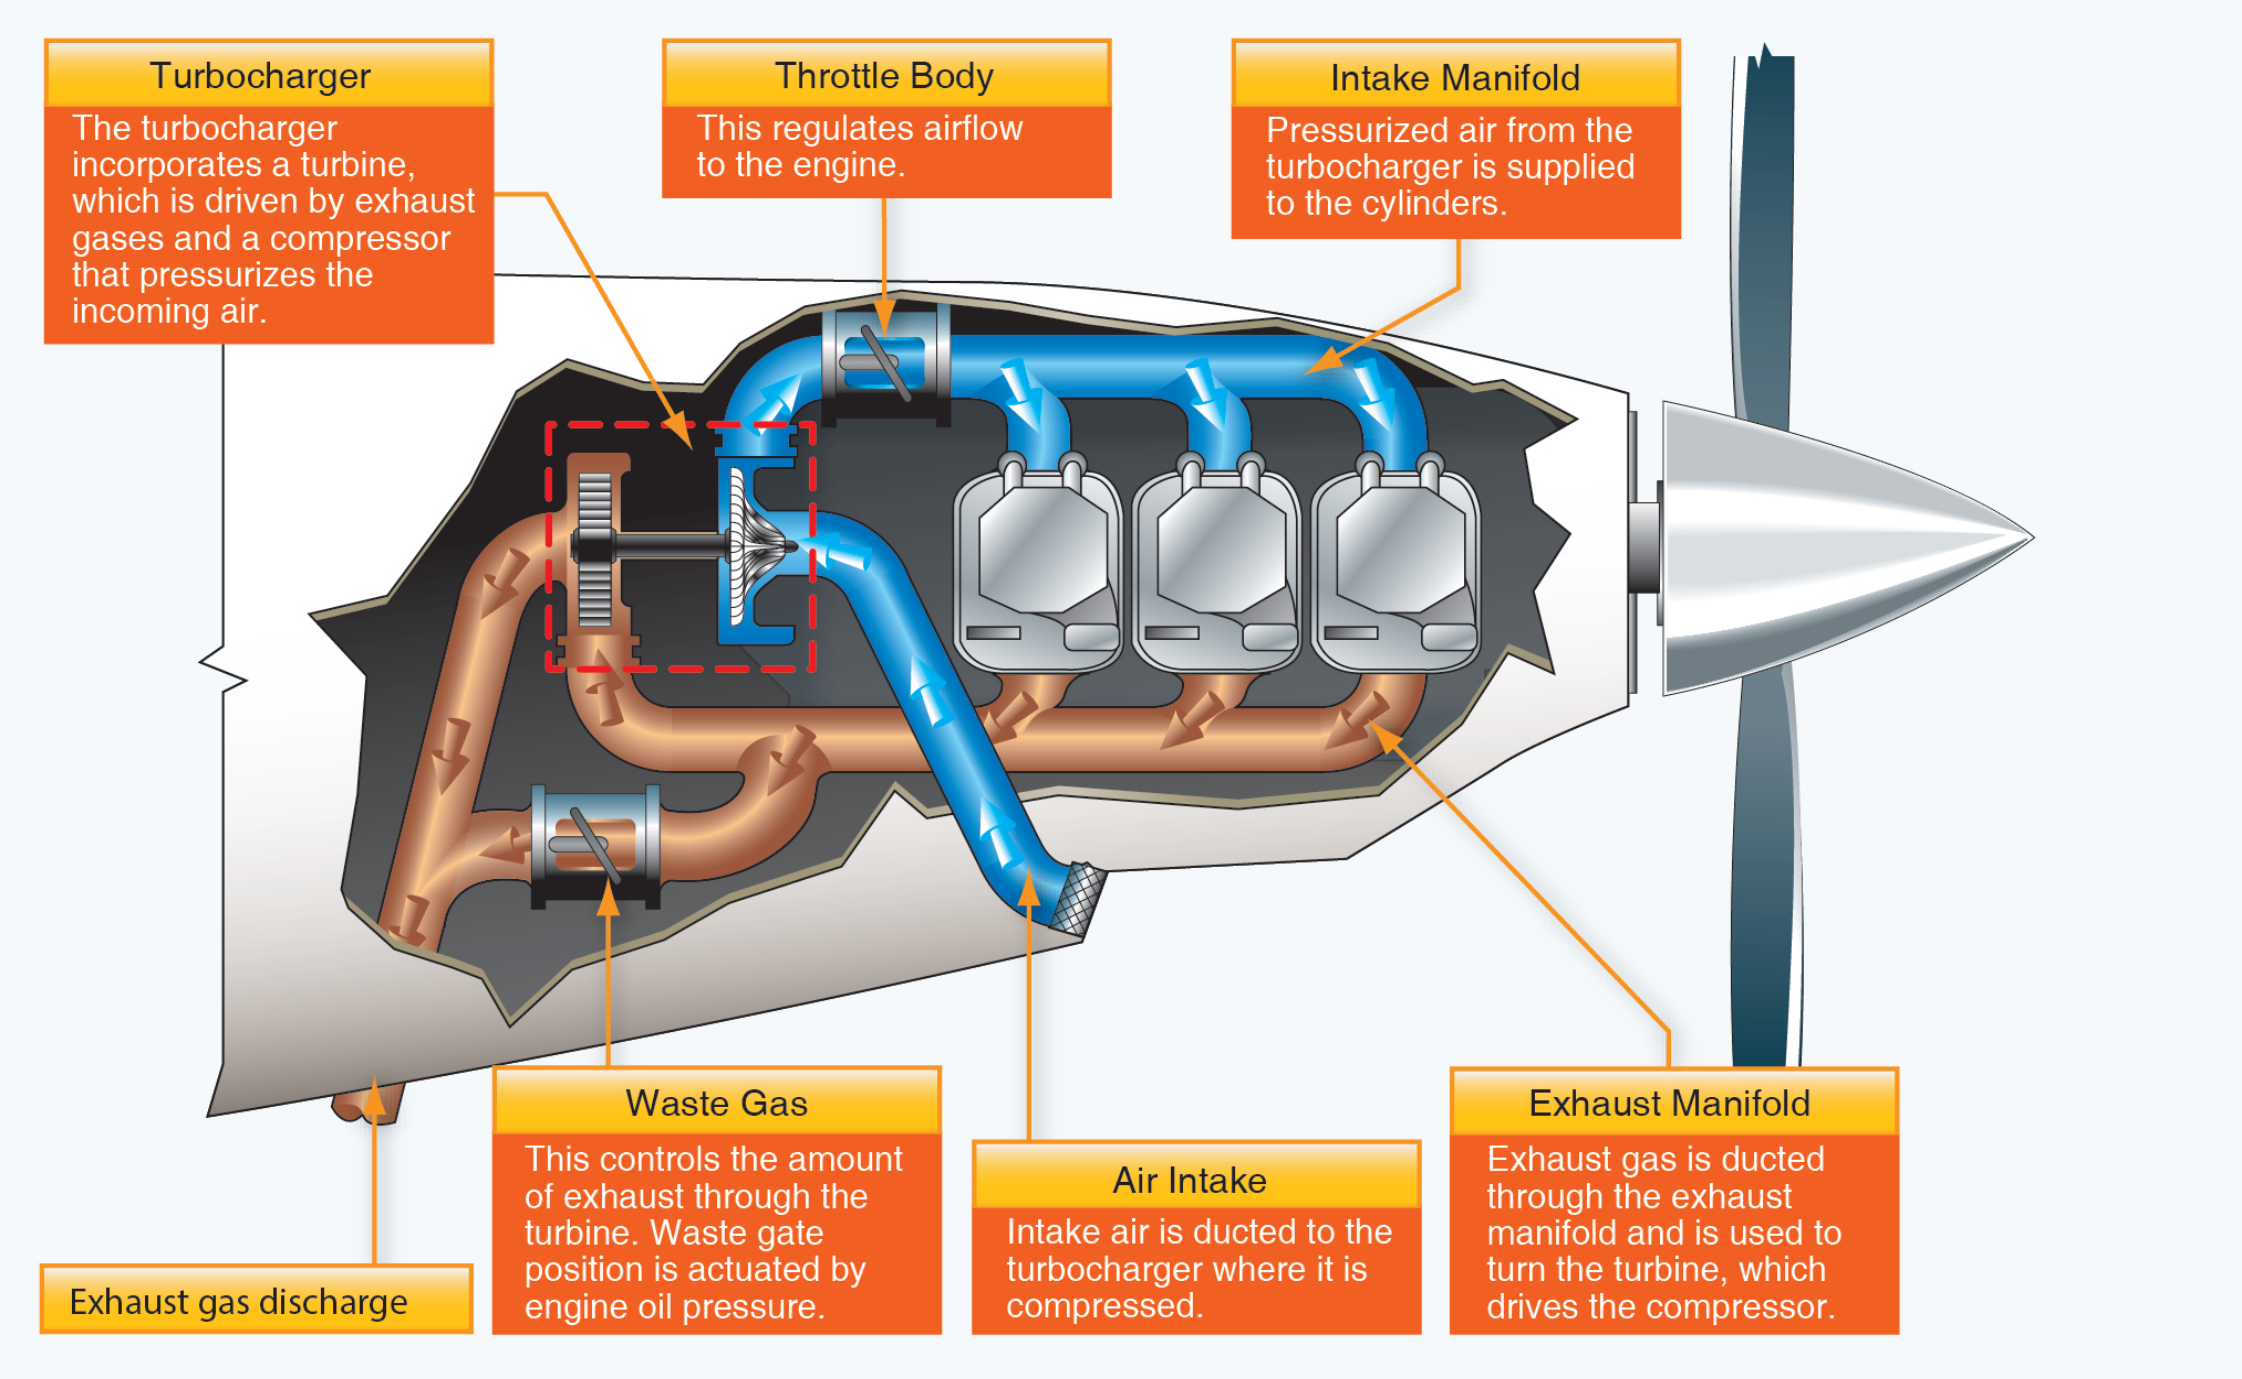 Turbocharger
The turbocharger
incorporates a turbine,
which is driven by exhaust
gases and a compressor
that pressurizes the
incoming air.
Throttle Body
This regulates airflow
to the engine.
Intake Manifold
Pressurized air from the
turbocharger is supplied
to the cylinders.
Exhaust gas discharge
Waste Gas
This controls the amount
of exhaust through the
turbine. Waste gate
position is actuated by
engine oil pressure.
Air Intake
Intake air is ducted to the
turbocharger where it is
compressed.
Exhaust Manifold
Exhaust gas is ducted
through the exhaust
manifold and is used to
turn the turbine, which
drives the compressor.